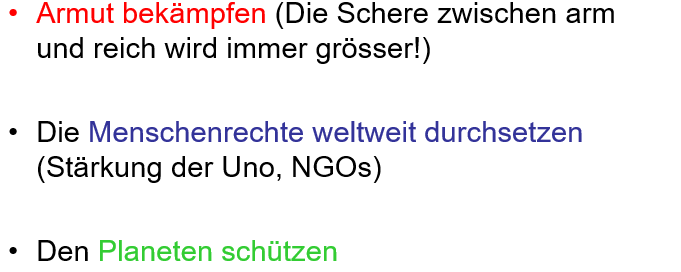 • Armut bekämpfen (Die Schere zwischen arm
und reich wird immer grösser!)
• Die Menschenrechte weltweit durchsetzen
(Stärkung der Uno, NGOs)
• Den Planeten schützen